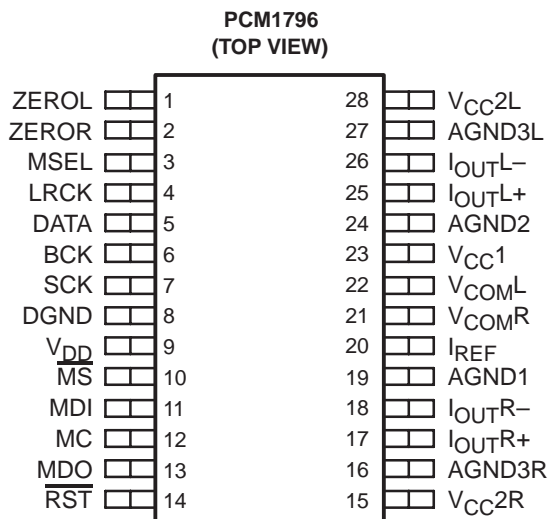 PCM1796
(TOP VIEW)
ZEROL 1 28 VCC2L
ZEROR 2 27 AGND3L
MSEL 3 26 IOUTL–
LRCK 4 25 IOUTL+
DATA 5 24 AGND2
BCK 6 23 VCC1
SCK 7 22 VCOML
DGND 8 21 VCOMR
VDD 9 20 IREF
MS 10 19 AGND1
MDI 11 18 IOUTR–
MC 12 17 IOUTR+
MDO 13 16 AGND3R
RST 14 15 VCC2R